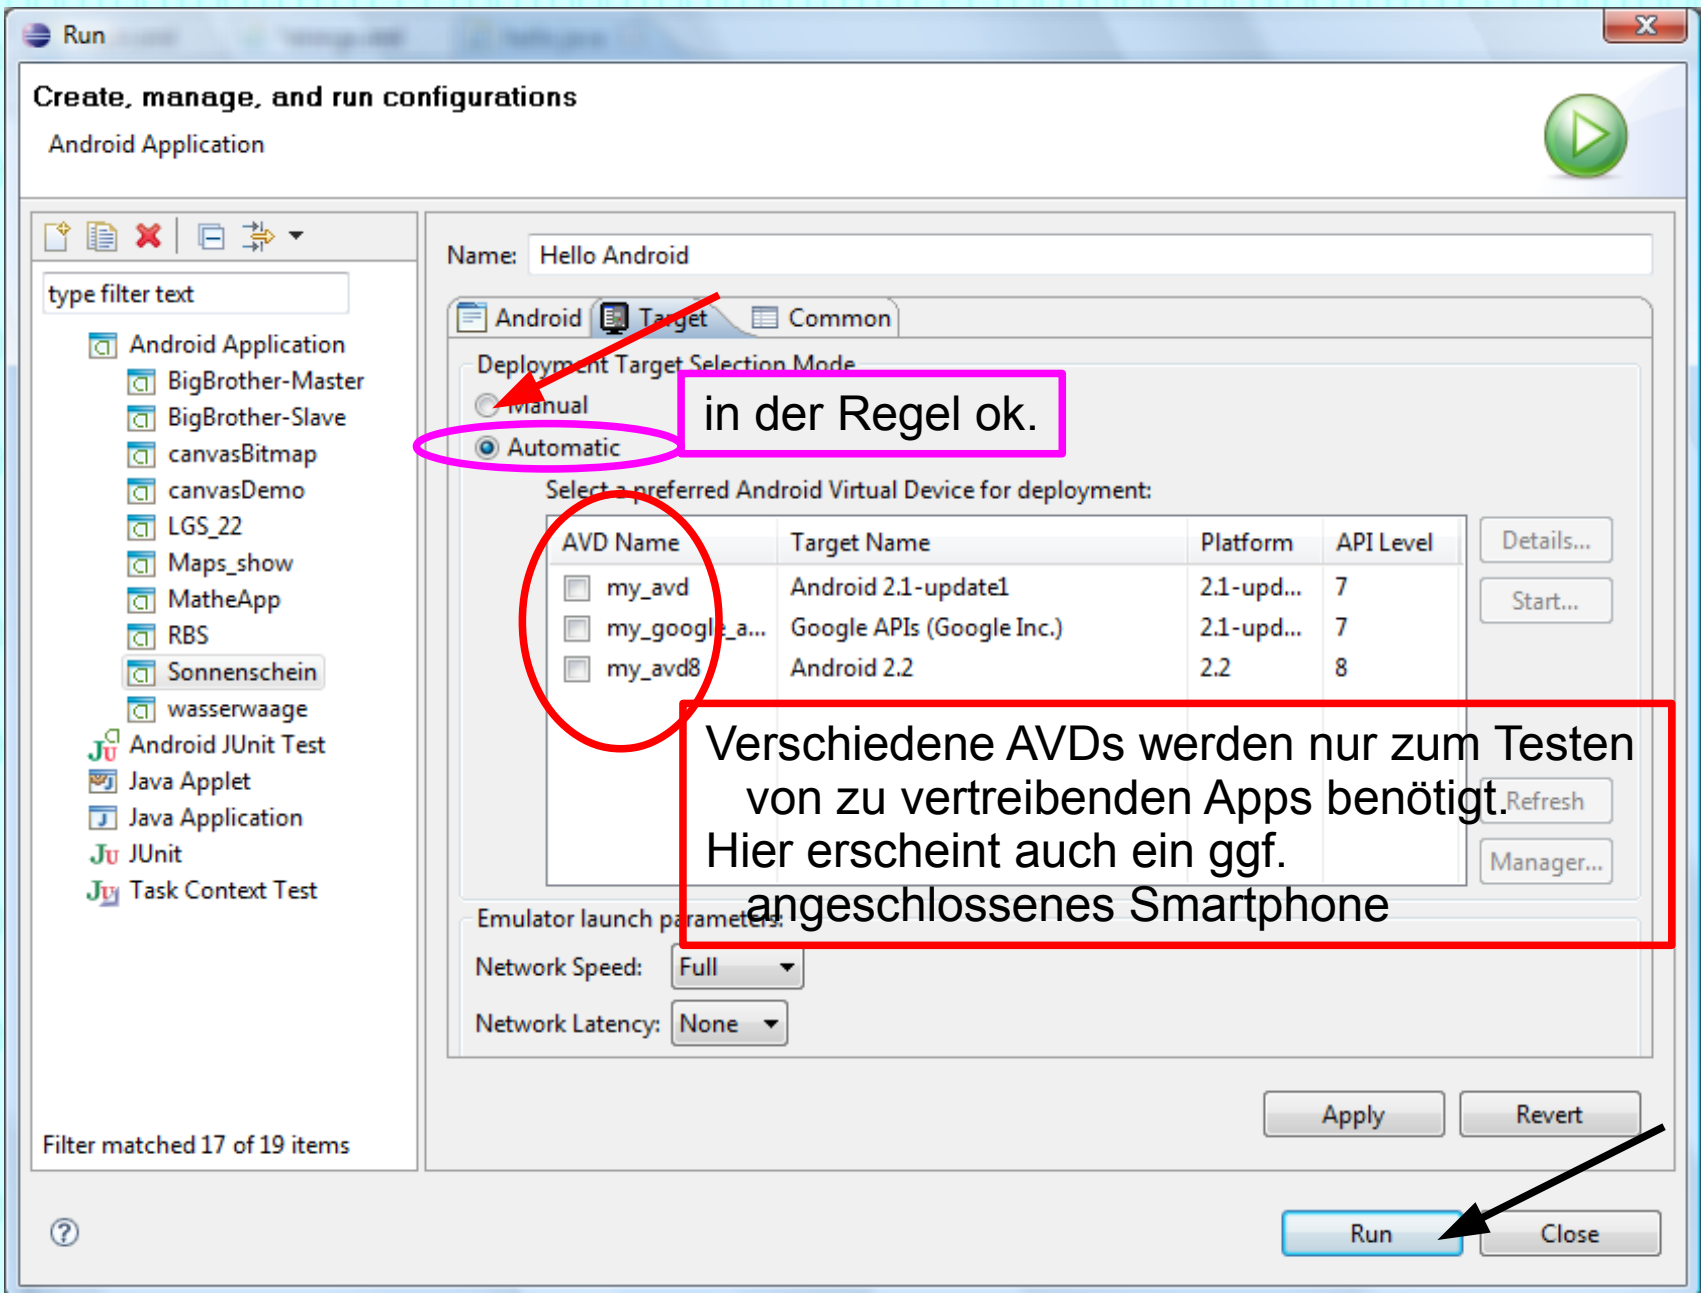 Run
Create, manage, and run configurations
Android Application
type filter text
Android Application
BigBrother-Master
BigBrother-Slave
canvasBitmap
canvasDemo
LGS_22
Maps_show
MatheApp
RBS
Sonnenschein
wasserwaage
Android JUnit Test
Java Applet
Java Application
JUnit
Task Context Test
Filter matched 17 of 19 items
Name: Hello Android
Android Target Common
Deployment Target Selection Mode
Manual
in der Regel ok.
Automatic
Select a preferred Android Virtual Device for deployment:
AVD Name Target Name Platform API Level
my_avd Android 2.1-update1 2.1-upd... 7
my_google_a... Google APIs (Google Inc.) 2.1-upd... 7
my_avd8 Android 2.2 2.2 8
Details...
Start...
Verschiedene AVDs werden nur zum Testen
von zu vertreibenden Apps benötigt.
Hier erscheint auch ein ggf.
angeschlossenes Smartphone
Refresh
Manager...
Emulator launch parameters:
Network Speed: Full
Network Latency: None
Apply Revert
Run Close